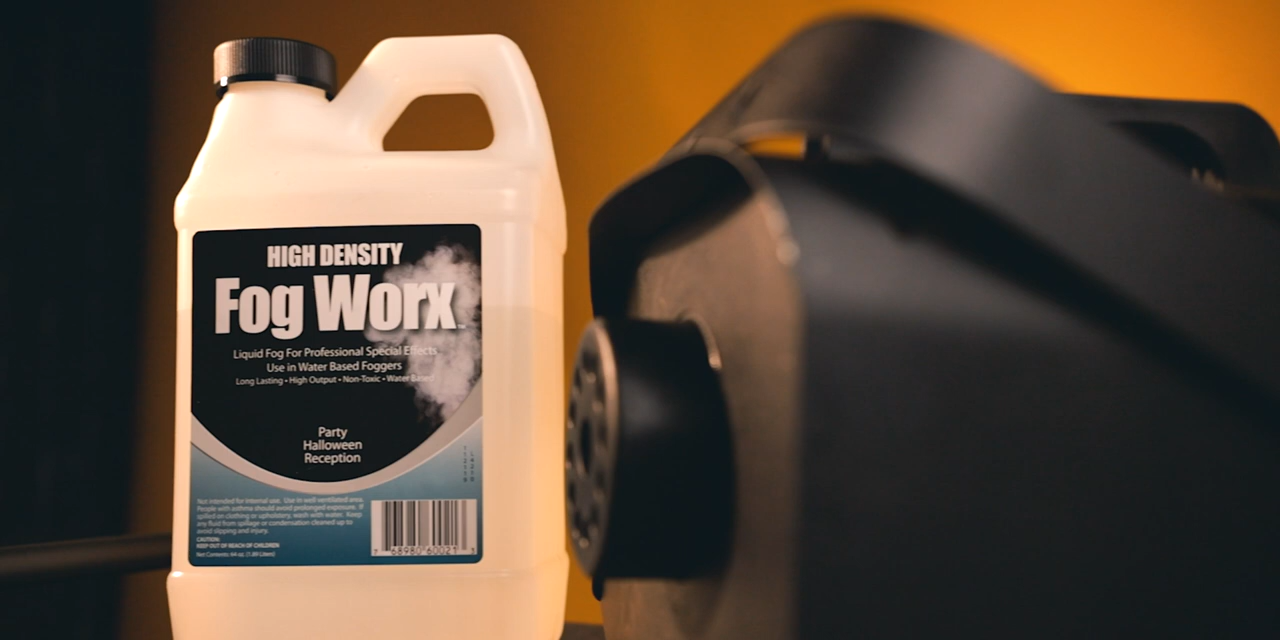 HIGH DENSITY
Fog Worx
Liquid Fog For Professional Special Effects
Use in Water Based Foggers
Long Lasting • High Output • Non-Toxic • Water Based
Party
Halloween
Reception
Not intended for internal use. Use in well ventilated area.
People with asthma should avoid prolonged exposure. If
spilled on clothing or upholstery, wash with water. Keep
any fluid from spillage or condensation cleaned up to
avoid slipping and injury.
CAUTION:
KEEP OUT OF REACH OF CHILDREN
Net Contents: 64 oz. (1.89 Liters)
7 68980 60021 3